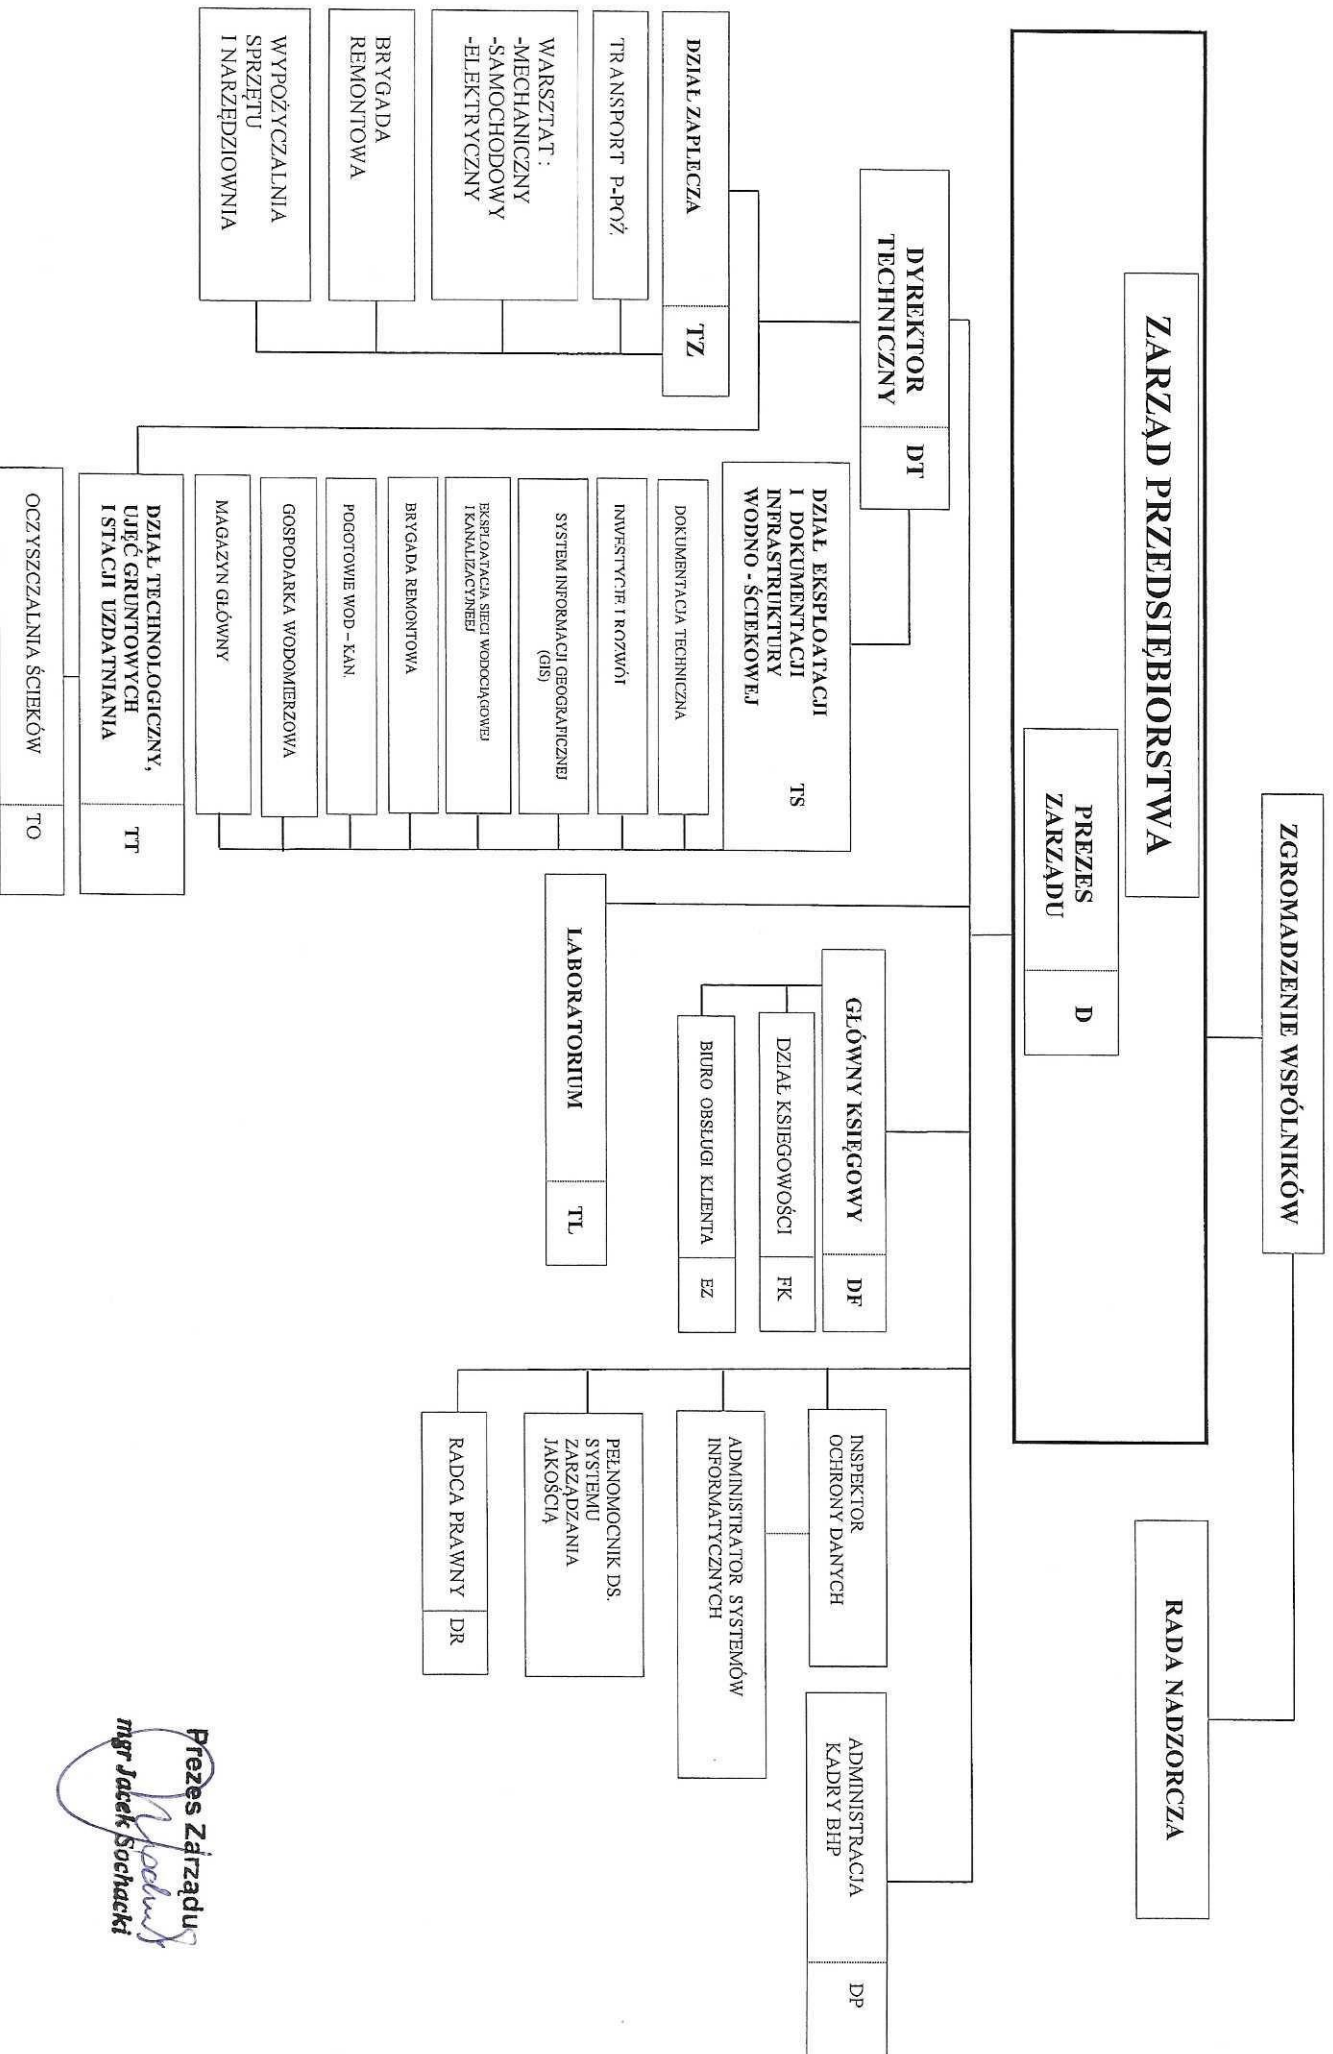 ZGROMADZENIE WSPÓLNIKÓW
RADA NADZORCZA
ZARZĄD PRZEDSIĘBIORSTWA
PREZES
ZARZĄDU
D
DYREKTOR
TECHNICZNY
DT
DZIAŁ ZAPLECZA
TZ
TRANSPORT P-POŻ.
WARSZTAT :
-MECHANICZNY
-SAMOCHODOWY
-ELEKTRYCZNY
BRYGADA
REMONTOWA
WYPOŻYCZALNIA
SPRZĘTU
I NARZĘDZIOWNIA
DZIAŁ EKSPLOATACJI
I DOKUMENTACJI
INFRASTRUKTURY
WODNO - ŚCIEKOWEJ
TS
DOKUMENTACJA TECHNICZNA
INWESTYCJE I ROZWÓJ
SYSTEM INFORMACJI GEOGRAFICZNEJ
(GIS)
EKSPLOATACJA SIECI WODOCIĄGOWEJ
I KANALIZACYJNEEJ
BRYGADA REMONTOWA
POGOTOWIE WOD – KAN.
GOSPODARKA WODOMIERZOWA
MAGAZYN GŁÓWNY
DZIAŁ TECHNOLOGICZNY,
UJĘĆ GRUNTOWYCH
I STACJI UZDATNIANIA
TT
OCZYSZCZALNIA ŚCIEKÓW
TO
LABORATORIUM
TL
GŁÓWNY KSIĘGOWY
DF
DZIAŁ KSIEGOWOŚCI
FK
BIURO OBSŁUGI KLIENTA
EZ
INSPEKTOR
OCHRONY DANYCH
ADMINISTRATOR SYSTEMÓW
INFORMATYCZNYCH
PEŁNOMOCNIK DS.
SYSTEMU
ZARZĄDZANIA
JAKOŚCIĄ
RADCA PRAWNY
DR
ADMINISTRACJA
KADRY BHP
DP
Prezes Zarządu
mgr Jacek Sochacki